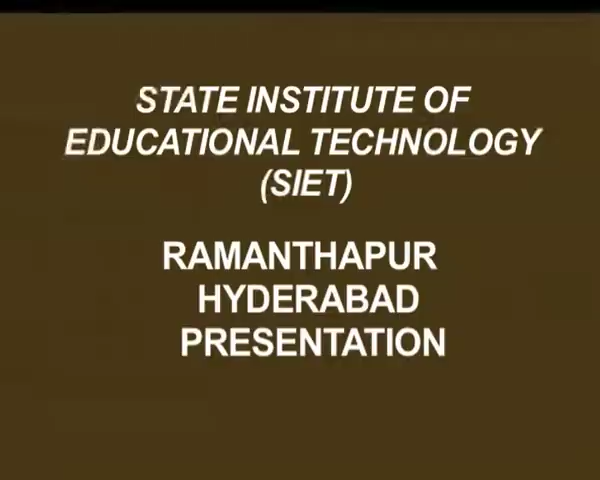 STATE INSTITUTE OF
EDUCATIONAL TECHNOLOGY
(SIET)
RAMANTHAPUR
HYDERABAD
PRESENTATION